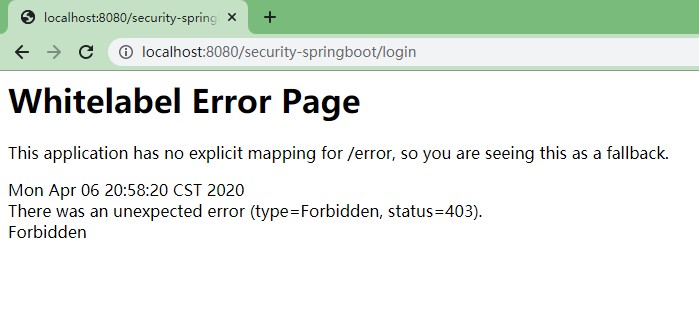 localhost:8080/security-spring
localhost:8080/security-springboot/login
Whitelabel Error Page
This application has no explicit mapping for /error, so you are seeing this as a fallback.
Mon Apr 06 20:58:20 CST 2020
There was an unexpected error (type=Forbidden, status=403).
Forbidden